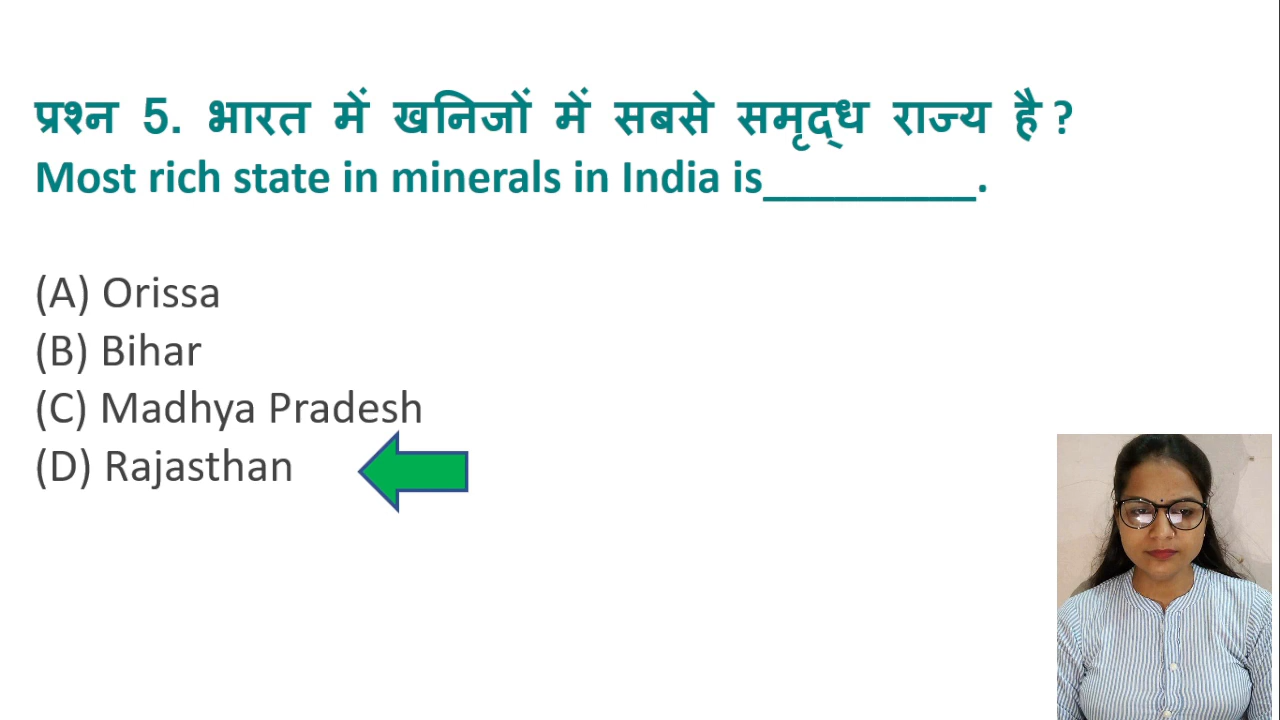 प्रश्न 5. भारत में खनिजों में सबसे समृद्ध राज्य है ?
Most rich state in minerals in India is_________.
(A) Orissa
(B) Bihar
(C) Madhya Pradesh
(D) Rajasthan